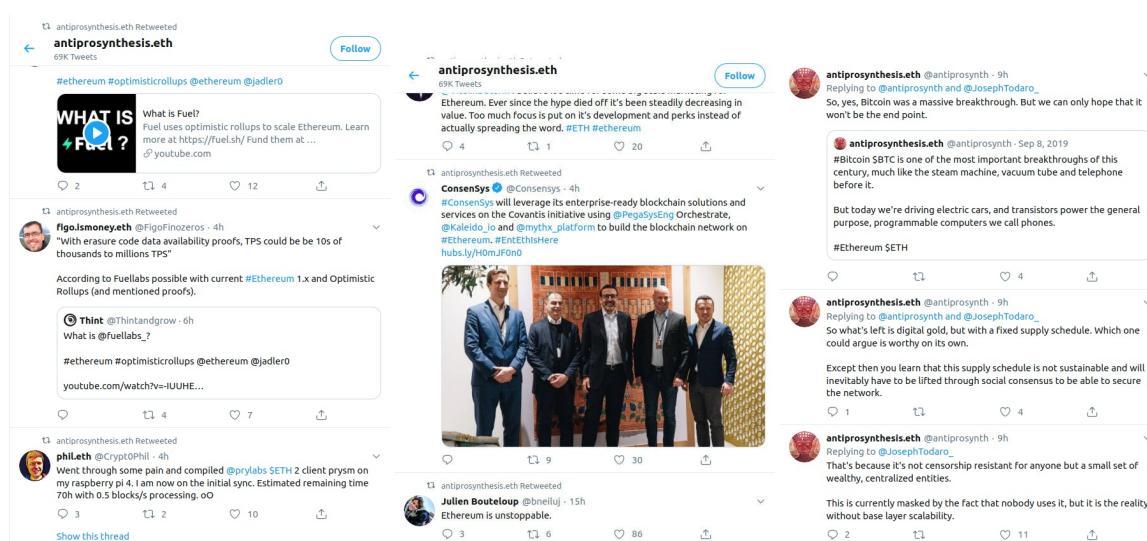 antiprosynthesis.eth Retweeted
antiprosynthesis.eth
69K Tweets
Follow
#ethereum #optimisticrollups @ethereum @jadler0
WHAT IS
Fuel ?
What is Fuel?
Fuel uses optimistic rollups to scale Ethereum. Learn
more at https://fuel.sh/ Fund them at ...
youtube.com
2 4 12
antiprosynthesis.eth Retweeted
figo.ismoney.eth @FigoFinozeros · 4h
"With erasure code data availability proofs, TPS could be be 10s of
thousands to millions TPS"
According to Fuellabs possible with current #Ethereum 1.x and Optimistic
Rollups (and mentioned proofs).
Thint @Thintandgrow · 6h
What is @fuellabs_?
#ethereum #optimisticrollups @ethereum @jadler0
youtube.com/watch?v=-IUUHE...
4 7
antiprosynthesis.eth Retweeted
phil.eth @Crypt0Phil · 4h
Went through some pain and compiled @prylabs $ETH 2 client prysm on
my raspberry pi 4. I am now on the initial sync. Estimated remaining time
70h with 0.5 blocks/s processing. oO
3 2 10
Show this thread
antiprosynthesis.eth
69K Tweets
Follow
Ethereum. Ever since the hype died off it's been steadily decreasing in
value. Too much focus is put on it's development and perks instead of
actually spreading the word. #ETH #ethereum
4 1 20
antiprosynthesis.eth Retweeted
ConsenSys @Consensys · 4h
#ConsenSys will leverage its enterprise-ready blockchain solutions and
services on the Covantis initiative using @PegaSysEng Orchestrate,
@Kaleido_io and @mythx_platform to build the blockchain network on
#Ethereum. #EntEthIsHere
hubs.ly/H0mJF0n0
9 30
antiprosynthesis.eth Retweeted
Julien Bouteloup @bneiluj · 15h
Ethereum is unstoppable.
3 6 86
antiprosynthesis.eth @antiprosynth · 9h
Replying to @antiprosynth and @JosephTodaro_
So, yes, Bitcoin was a massive breakthrough. But we can only hope that it
won't be the end point.
antiprosynthesis.eth @antiprosynth · Sep 8, 2019
#Bitcoin $BTC is one of the most important breakthroughs of this
century, much like the steam machine, vacuum tube and telephone
before it.
But today we're driving electric cars, and transistors power the general
purpose, programmable computers we call phones.
#Ethereum $ETH
4
antiprosynthesis.eth @antiprosynth · 9h
Replying to @antiprosynth and @JosephTodaro_
So what's left is digital gold, but with a fixed supply schedule. Which one
could argue is worthy on its own.
Except then you learn that this supply schedule is not sustainable and will
inevitably have to be lifted through social consensus to be able to secure
the network.
1 4
antiprosynthesis.eth @antiprosynth · 9h
Replying to @JosephTodaro_
That's because it's not censorship resistant for anyone but a small set of
wealthy, centralized entities.
This is currently masked by the fact that nobody uses it, but it is the reality
without base layer scalability.
2 11